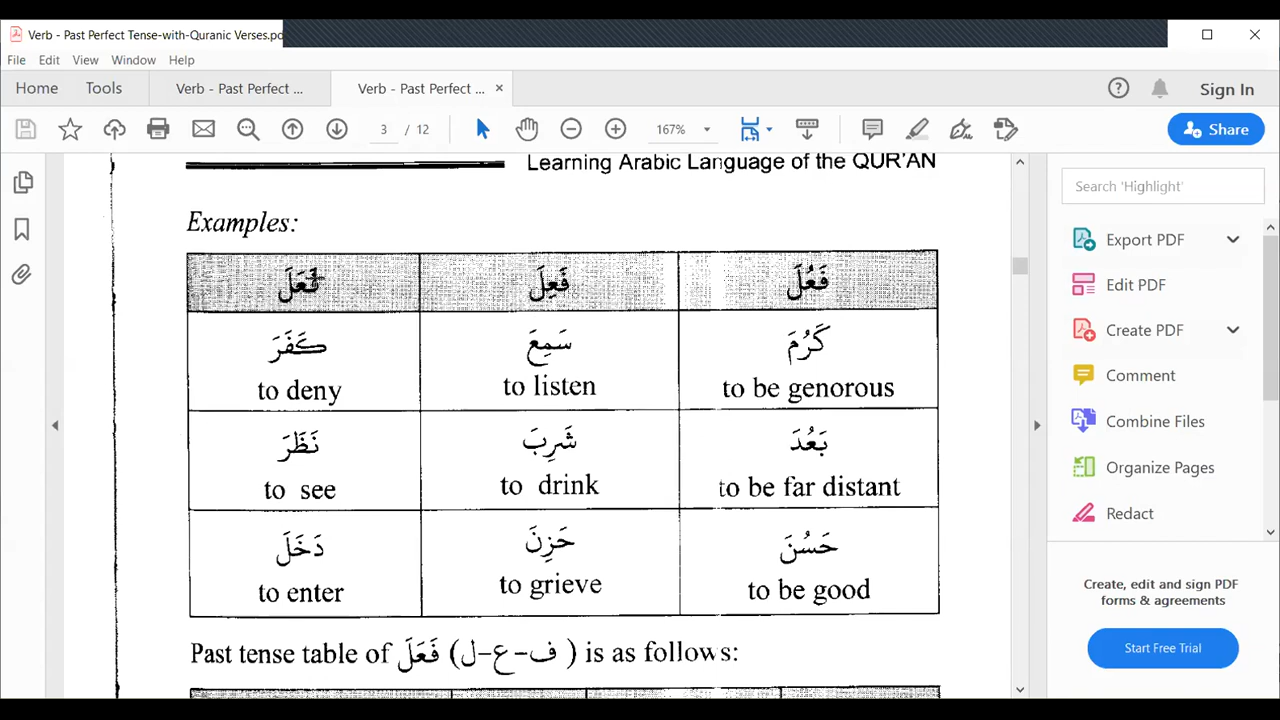 Verb - Past Perfect Tense-with-Quranic Verses.pd
File Edit View Window Help
Home Tools Verb - Past Perfect ... Verb - Past Perfect ... × Sign In
3 / 12 167% Share
Learning Arabic Language of the QUR'AN
Examples:
فَعَلَ فَعِلَ فَعُلَ
كَفَرَ سَمِعَ كَرُمَ
to deny to listen to be genorous
نَظَرَ شَرِبَ بَعُدَ
to see to drink to be far distant
دَخَلَ حَزِنَ حَسُنَ
to enter to grieve to be good
Past tense table of فَعَلَ (ف-ع-ل) is as follows:
Search 'Highlight'
Export PDF
Edit PDF
Create PDF
Comment
Combine Files
Organize Pages
Redact
Create, edit and sign PDF
forms & agreements
Start Free Trial